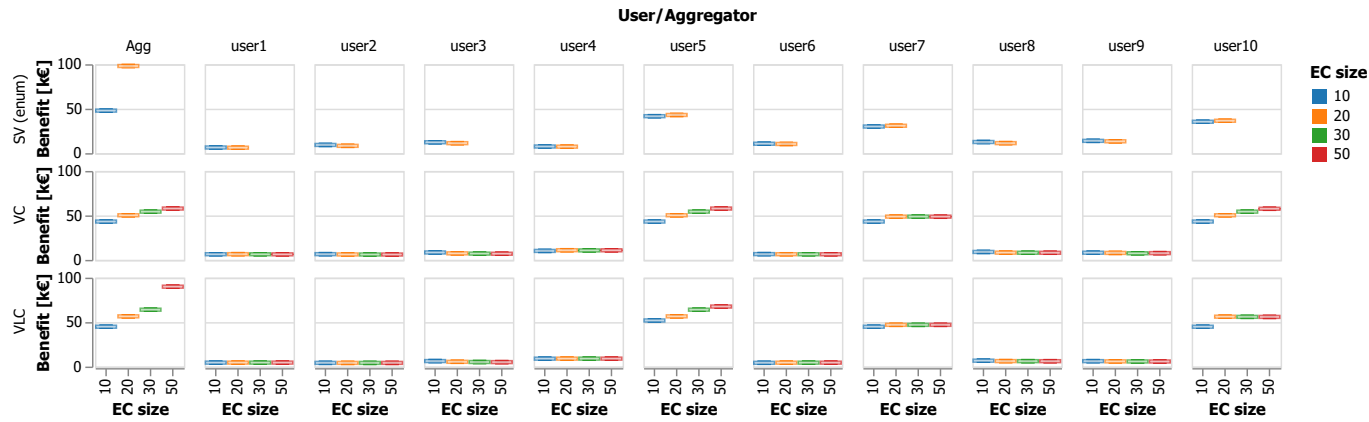 User/Aggregator
Agg user1 user2 user3 user4 user5 user6 user7 user8 user9 user10
SV (enum)
Benefit [k€]
100
50
0
EC size
10
20
30
50
VC
Benefit [k€]
100
50
0
VLC
Benefit [k€]
100
50
0
10 20 30 50 10 20 30 50 10 20 30 50 10 20 30 50 10 20 30 50 10 20 30 50 10 20 30 50 10 20 30 50 10 20 30 50 10 20 30 50 10 20 30 50
EC size EC size EC size EC size EC size EC size EC size EC size EC size EC size EC size